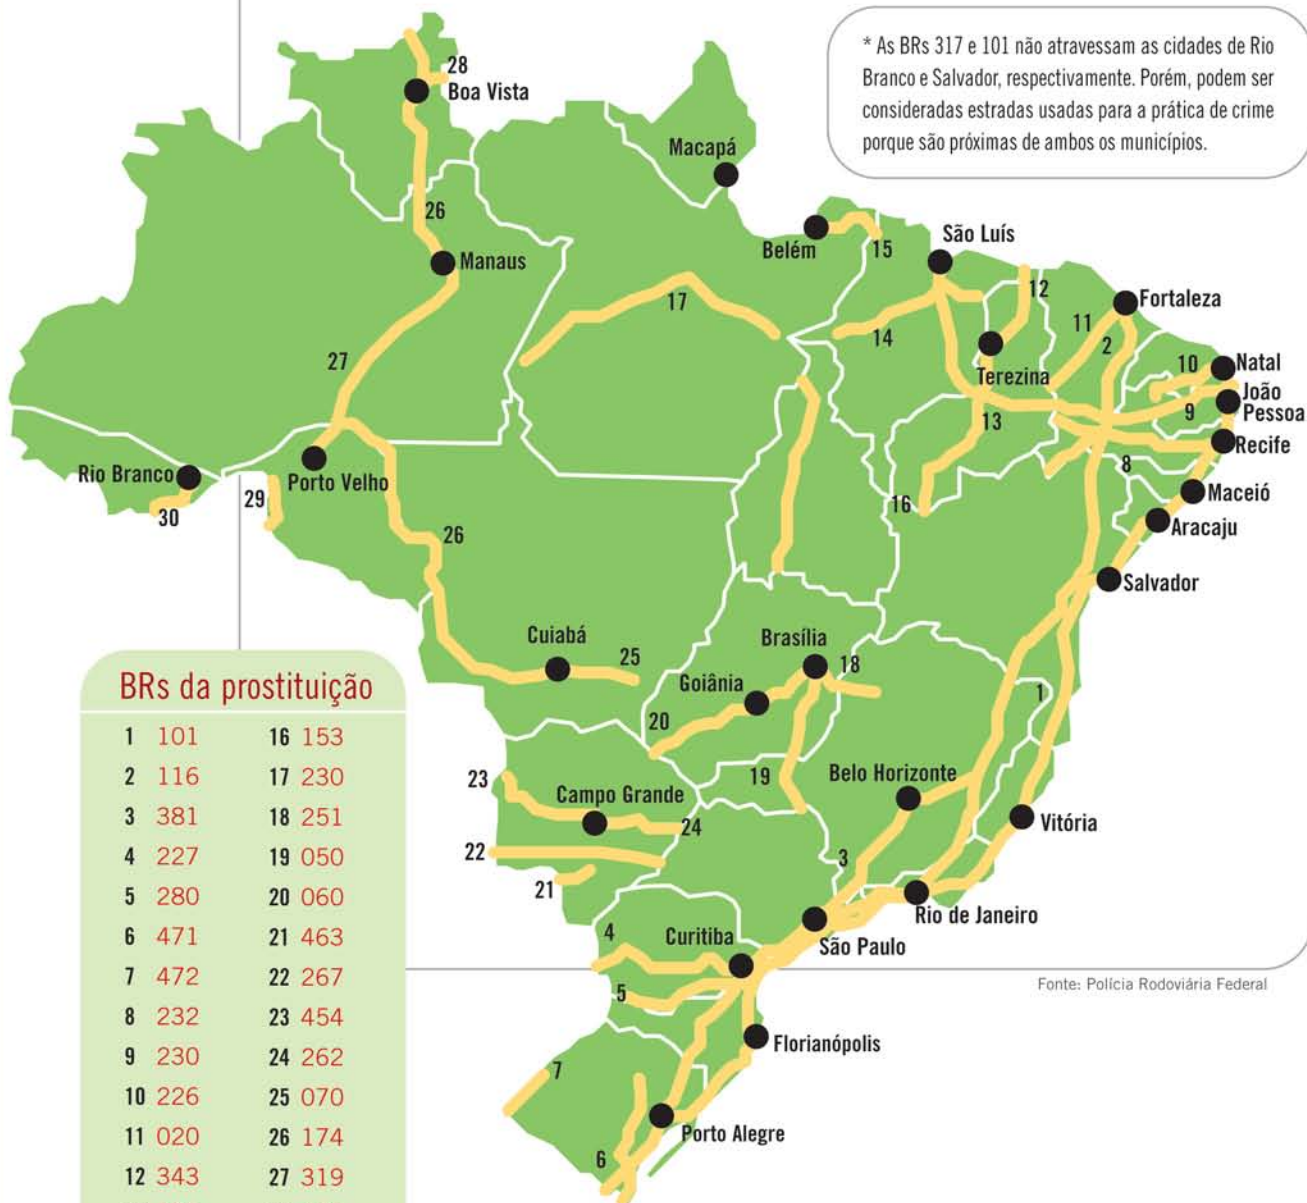 * As BRs 317 e 101 não atravessam as cidades de Rio
Branco e Salvador, respectivamente. Porém, podem ser
consideradas estradas usadas para a prática de crime
porque são próximas de ambos os municípios.
28
Boa Vista
Macapá
26
Manaus
Belém
15
São Luís
17
12
14
Fortaleza
11
2
27
Terezina
10
Natal
João
Pessoa
9
13
Recife
8
Rio Branco
Porto Velho
29
30
16
Maceió
Aracaju
26
Salvador
Cuiabá
25
Brasília
18
Goiânia
20
1
19
Belo Horizonte
23
Campo Grande
24
Vitória
22
3
21
Rio de Janeiro
São Paulo
4
Curitiba
5
Florianópolis
7
Porto Alegre
6
Fonte: Polícia Rodoviária Federal
BRs da prostituição
1 101 16 153
2 116 17 230
3 381 18 251
4 227 19 050
5 280 20 060
6 471 21 463
7 472 22 267
8 232 23 454
9 230 24 262
10 226 25 070
11 020 26 174
12 343 27 319